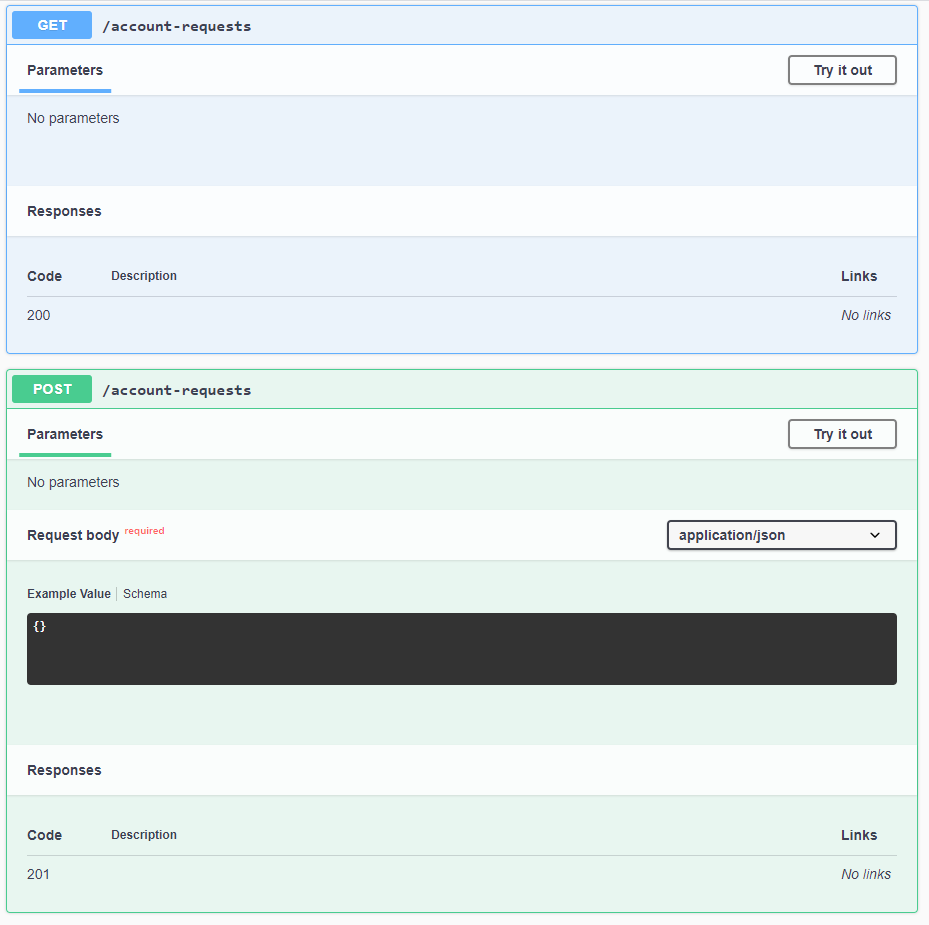 GET /account-requests
Parameters Try it out
No parameters
Responses
Code Description Links
200 No links
POST /account-requests
Parameters Try it out
No parameters
Request body required application/json
Example Value Schema
{}
Responses
Code Description Links
201 No links